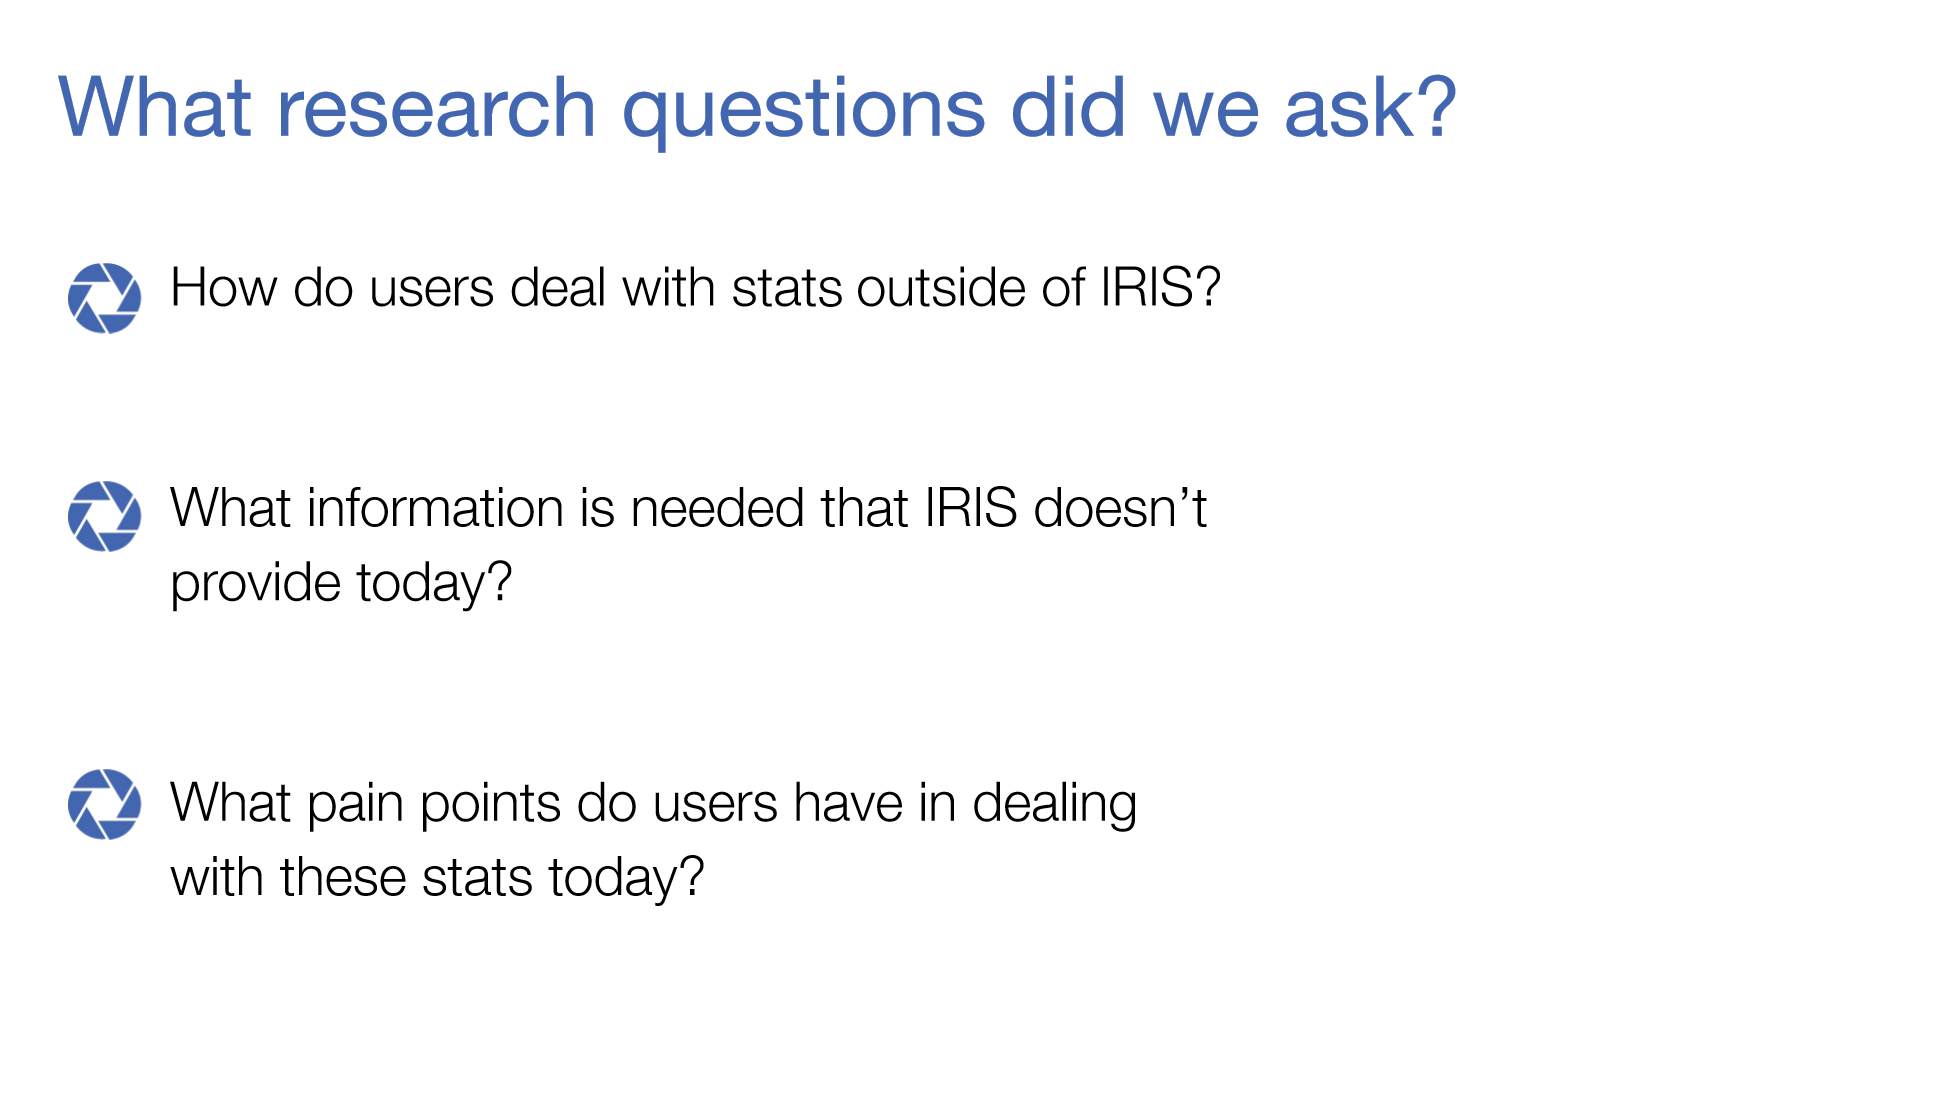 What research questions did we ask?
How do users deal with stats outside of IRIS?
What information is needed that IRIS doesn’t
provide today?
What pain points do users have in dealing
with these stats today?